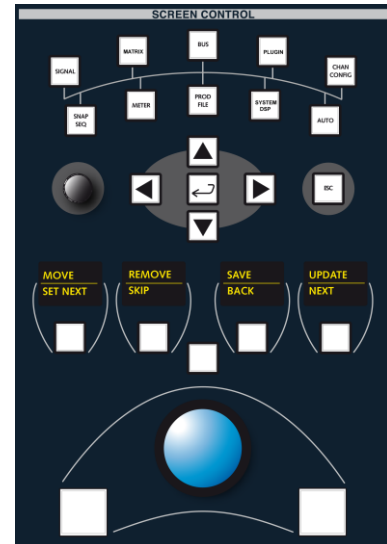 SCREEN CONTROL
BUS
MATRIX
PLUGIN
SIGNAL
CHAN
CONFIG
SNAP
SEQ
METER
PROD
FILE
SYSTEM
DSP
AUTO
ESC
MOVE
SET NEXT
REMOVE
SKIP
SAVE
BACK
UPDATE
NEXT